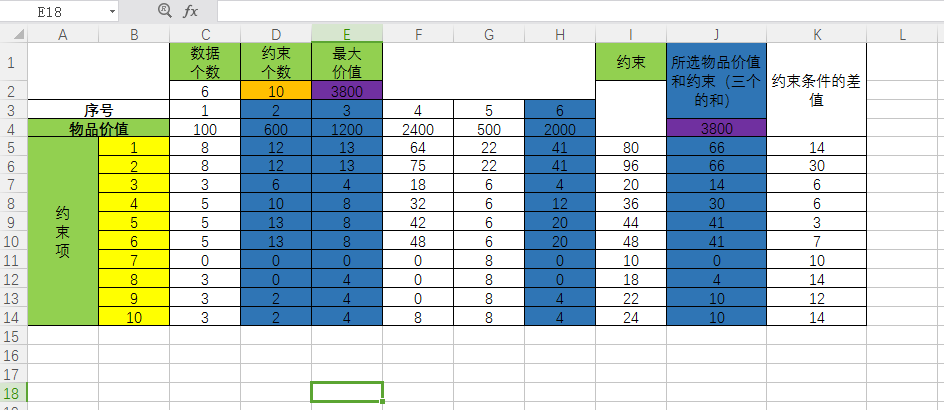 E18 fx
A B C D E F G H I J K L
1 数据个数 约束个数 最大价值 约束 所选物品价值和约束（三个的和） 约束条件的差值
2 6 10 3800
3 序号 1 2 3 4 5 6
4 物品价值 100 600 1200 2400 500 2000 3800
5 约束项 1 8 12 13 64 22 41 80 66 14
6 2 8 12 13 75 22 41 96 66 30
7 3 3 6 4 18 6 4 20 14 6
8 4 5 10 8 32 6 12 36 30 6
9 5 5 13 8 42 6 20 44 41 3
10 6 5 13 8 48 6 20 48 41 7
11 7 0 0 0 0 8 0 10 0 10
12 8 3 0 4 0 8 0 18 4 14
13 9 3 2 4 0 8 4 22 10 12
14 10 3 2 4 8 8 4 24 10 14
15
16
17
18